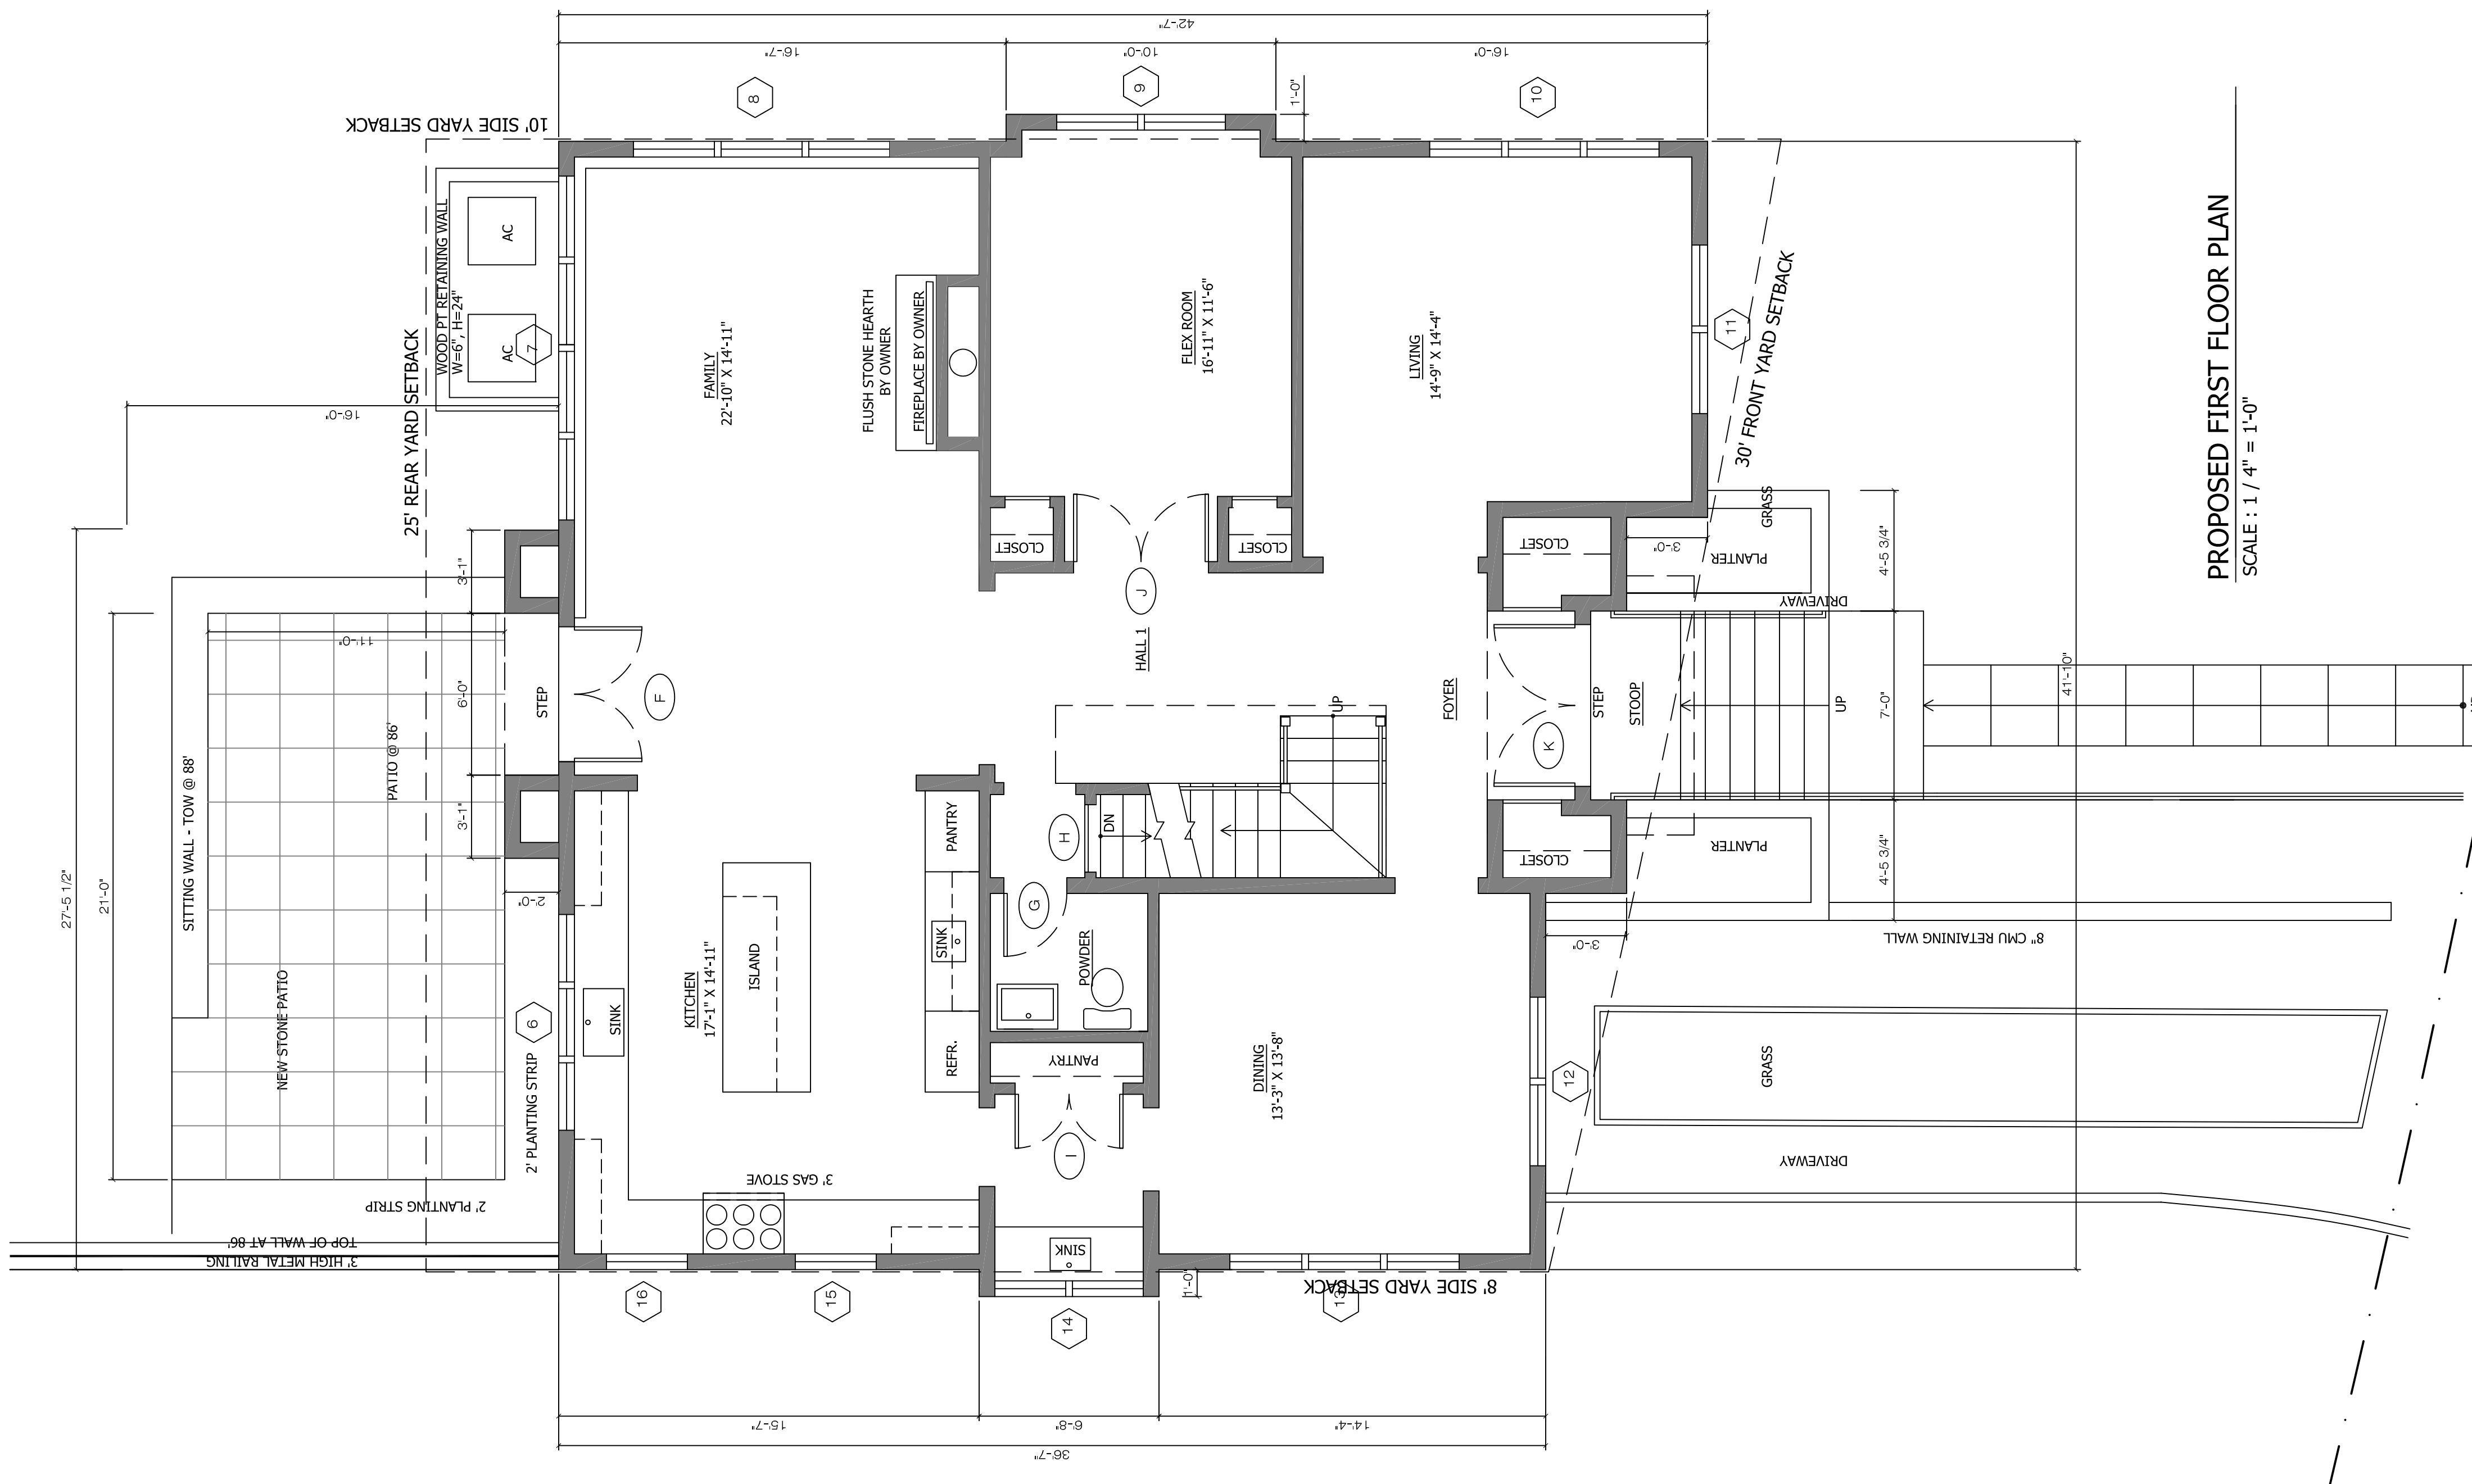 42'-7"
16'-7"
10'-0"
16'-0"
8
9
10
1'-0"
10' SIDE YARD SETBACK
WOOD PT RETAINING WALL
W=6", H=24"
AC
AC
7
25' REAR YARD SETBACK
16'-0"
27'-5 1/2"
21'-0"
SITTING WALL - TOW @ 88'
11'-0"
PATIO @ 86'
NEW STONE PATIO
3'-1"
6'-0"
3'-1"
2'-0"
STEP
F
6
2' PLANTING STRIP
2' PLANTING STRIP
TOP OF WALL AT 86'
3' HIGH METAL RAILING
FAMILY
22'-10" X 14'-11"
FLUSH STONE HEARTH
BY OWNER
FIREPLACE BY OWNER
FLEX ROOM
16'-11" X 11'-6"
CLOSET
CLOSET
J
HALL 1
LIVING
14'-9" X 14'-4"
11
30' FRONT YARD SETBACK
CLOSET
3'-0"
GRASS
PLANTER
DRIVEWAY
4'-5 3/4"
7'-0"
4'-5 3/4"
41'-10"
FOYER
K
STEP
STOOP
UP
UP
DN
H
G
POWDER
PANTRY
SINK
REFR.
KITCHEN
17'-1" X 14'-11"
ISLAND
SINK
3' GAS STOVE
PANTRY
I
SINK
DINING
13'-3" X 13'-8"
12
CLOSET
PLANTER
3'-0"
8" CMU RETAINING WALL
GRASS
DRIVEWAY
16
15
14
1'-0"
13
8' SIDE YARD SETBACK
15'-7"
6'-8"
14'-4"
36'-7"
PROPOSED FIRST FLOOR PLAN
SCALE : 1 / 4" = 1'-0"